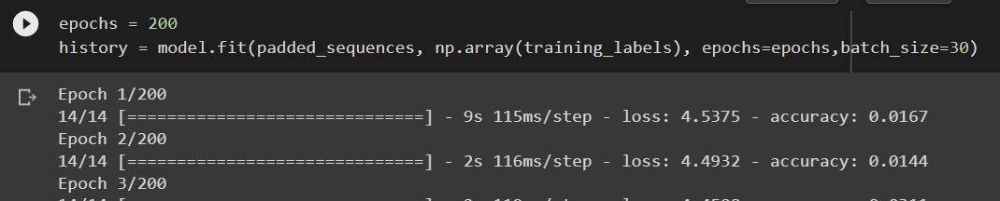 epochs = 200
history = model.fit(padded_sequences, np.array(training_labels), epochs=epochs,batch_size=30)
Epoch 1/200
14/14 [==============================] - 9s 115ms/step - loss: 4.5375 - accuracy: 0.0167
Epoch 2/200
14/14 [==============================] - 2s 116ms/step - loss: 4.4932 - accuracy: 0.0144
Epoch 3/200